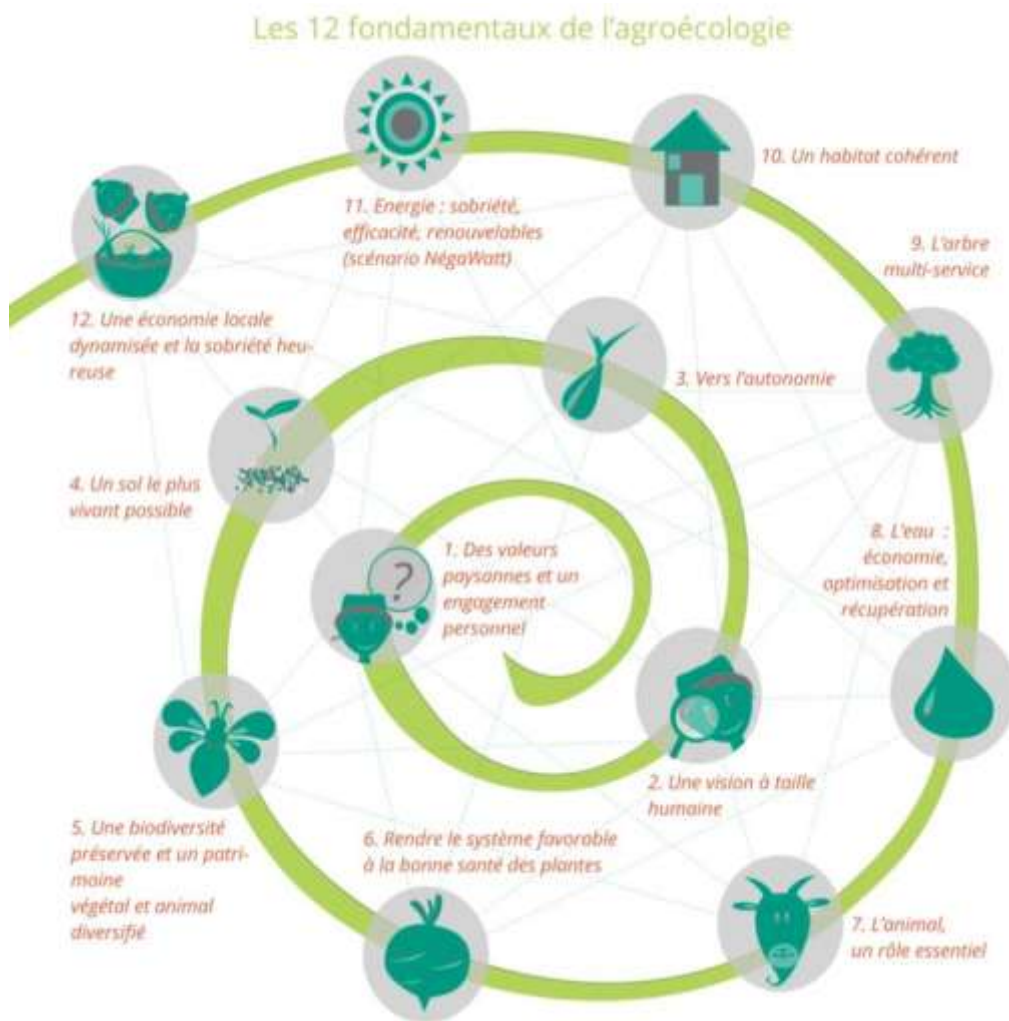 Les 12 fondamentaux de l'agroécologie
1. Des valeurs
paysannes et un
engagement
personnel
?
2. Une vision à taille
humaine
3. Vers l'autonomie
4. Un sol le plus
vivant possible
5. Une biodiversité
préservée et un patri-
moine
végétal et animal
diversifié
6. Rendre le système favorable
à la bonne santé des plantes
7. L'animal,
un rôle essentiel
8. L'eau :
économie,
optimisation et
récupération
9. L'arbre
multi-service
10. Un habitat cohérent
11. Energie : sobriété,
efficacité, renouvelables
(scénario NégaWatt)
12. Une économie locale
dynamisée et la sobriété heu-
reuse